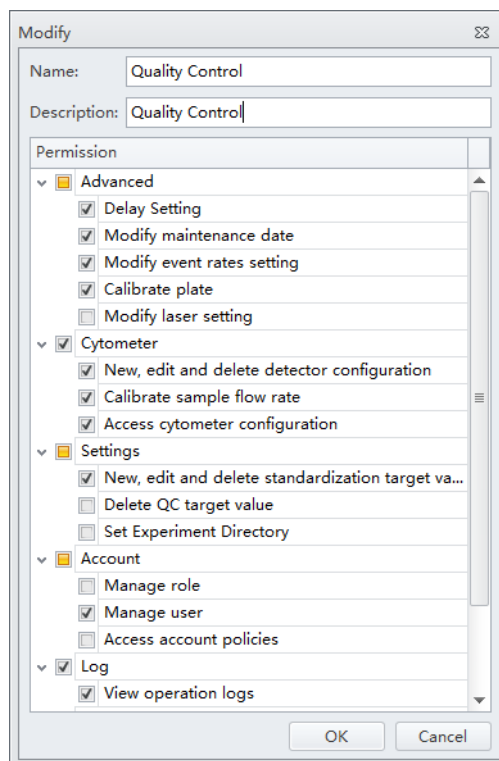 Modify
Name: Quality Control
Description: Quality Control
Permission
Advanced
Delay Setting
Modify maintenance date
Modify event rates setting
Calibrate plate
Modify laser setting
Cytometer
New, edit and delete detector configuration
Calibrate sample flow rate
Access cytometer configuration
Settings
New, edit and delete standardization target va...
Delete QC target value
Set Experiment Directory
Account
Manage role
Manage user
Access account policies
Log
View operation logs
OK Cancel